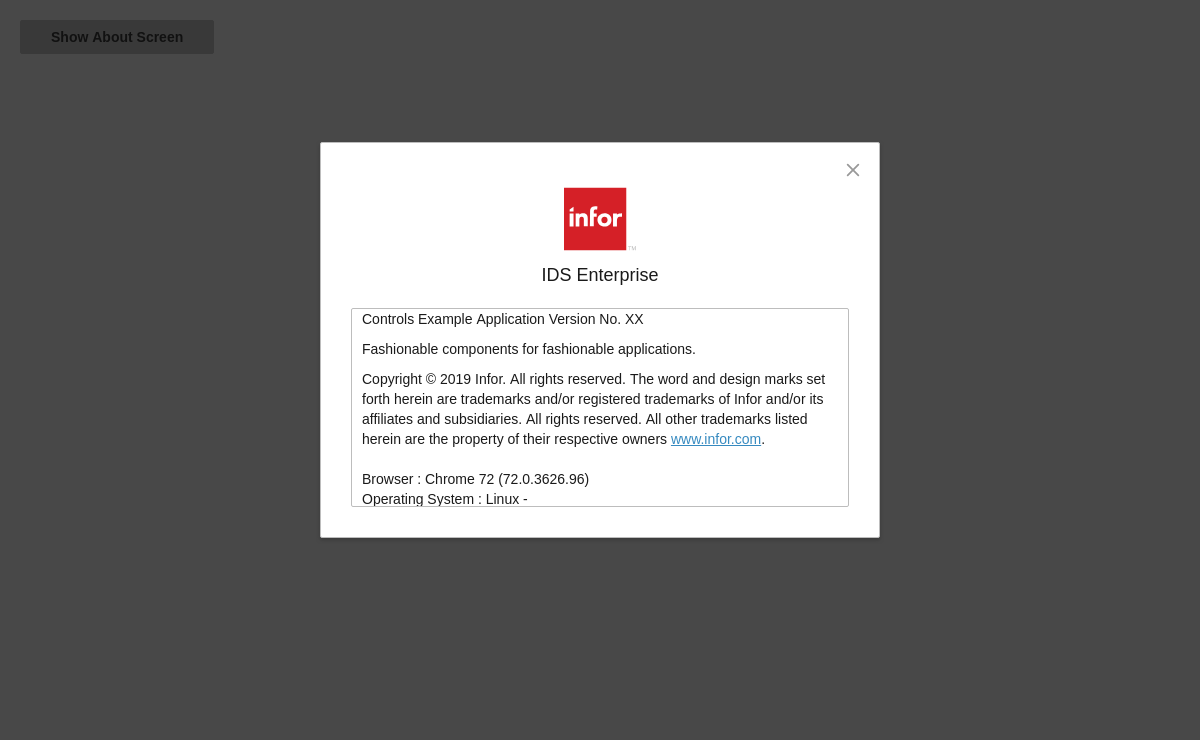 Show About Screen
infor
TM
IDS Enterprise
Controls Example Application Version No. XX
Fashionable components for fashionable applications.
Copyright © 2019 Infor. All rights reserved. The word and design marks set
forth herein are trademarks and/or registered trademarks of Infor and/or its
affiliates and subsidiaries. All rights reserved. All other trademarks listed
herein are the property of their respective owners www.infor.com.
Browser : Chrome 72 (72.0.3626.96)
Operating System : Linux -